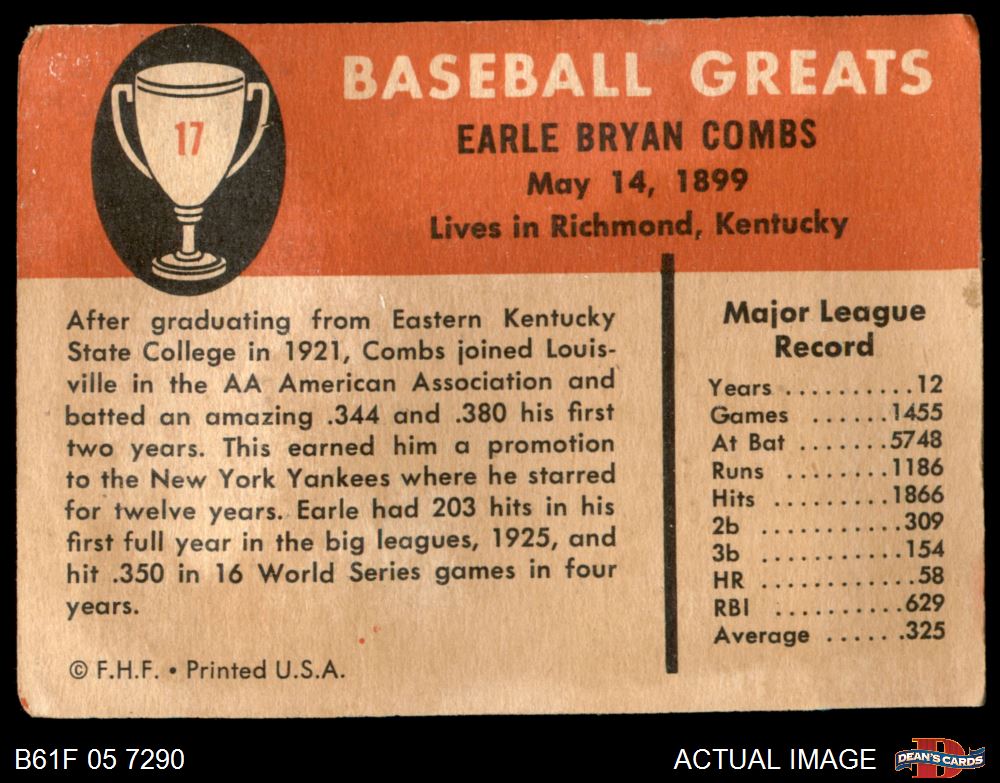 17
BASEBALL GREATS
EARLE BRYAN COMBS
May 14, 1899
Lives in Richmond, Kentucky
After graduating from Eastern Kentucky
State College in 1921, Combs joined Louis-
ville in the AA American Association and
batted an amazing .344 and .380 his first
two years. This earned him a promotion
to the New York Yankees where he starred
for twelve years. Earle had 203 hits in his
first full year in the big leagues, 1925, and
hit .350 in 16 World Series games in four
years.
© F.H.F. • Printed U.S.A.
Major League
Record
Years ..........12
Games .......1455
At Bat ........5748
Runs .........1186
Hits ..........1866
2b ............309
3b ............154
HR .............58
RBI ...........629
Average .......325
B61F 05 7290
ACTUAL IMAGE
D
DEAN'S CARDS